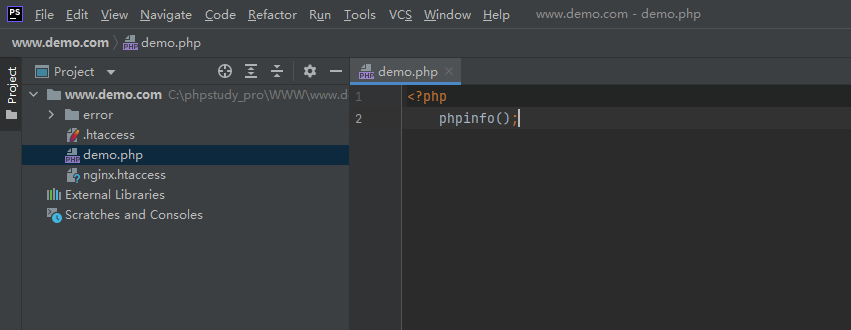 PS File Edit View Navigate Code Refactor Run Tools VCS Window Help www.demo.com - demo.php
www.demo.com demo.php
Project
Project
demo.php
www.demo.com C:\phpstudy_pro\WWW\www.d
error
.htaccess
demo.php
nginx.htaccess
External Libraries
Scratches and Consoles
1 <?php
2 phpinfo();